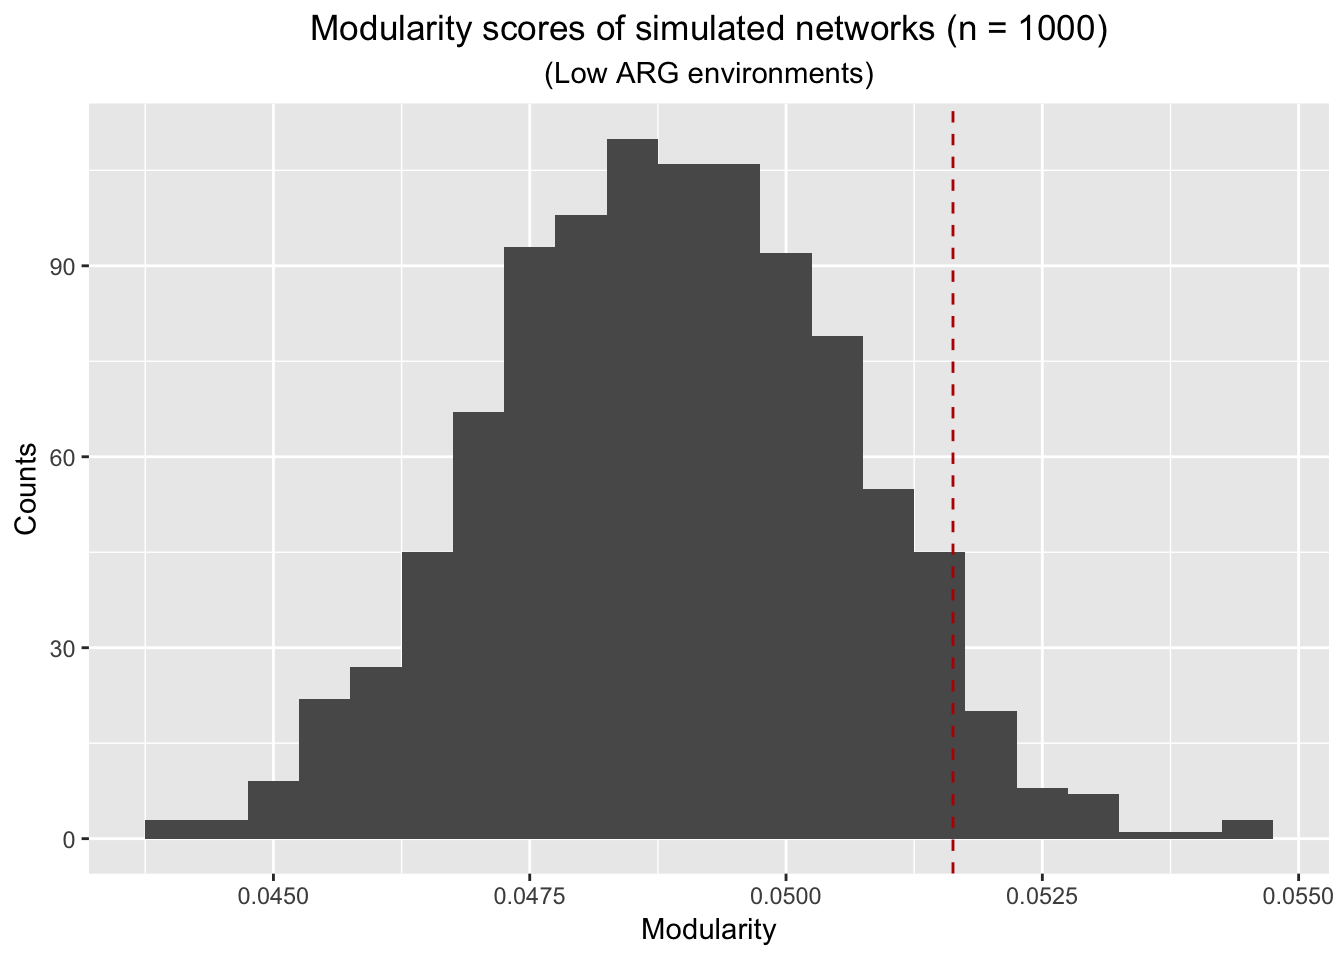 Modularity scores of simulated networks (n = 1000)
(Low ARG environments)
Counts
90
60
30
0
0.0450 0.0475 0.0500 0.0525 0.0550
Modularity